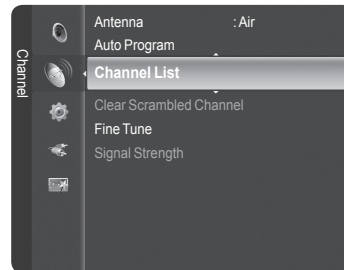 Channel
Antenna : Air
Auto Program
Channel List
Clear Scrambled Channel
Fine Tune
Signal Strength